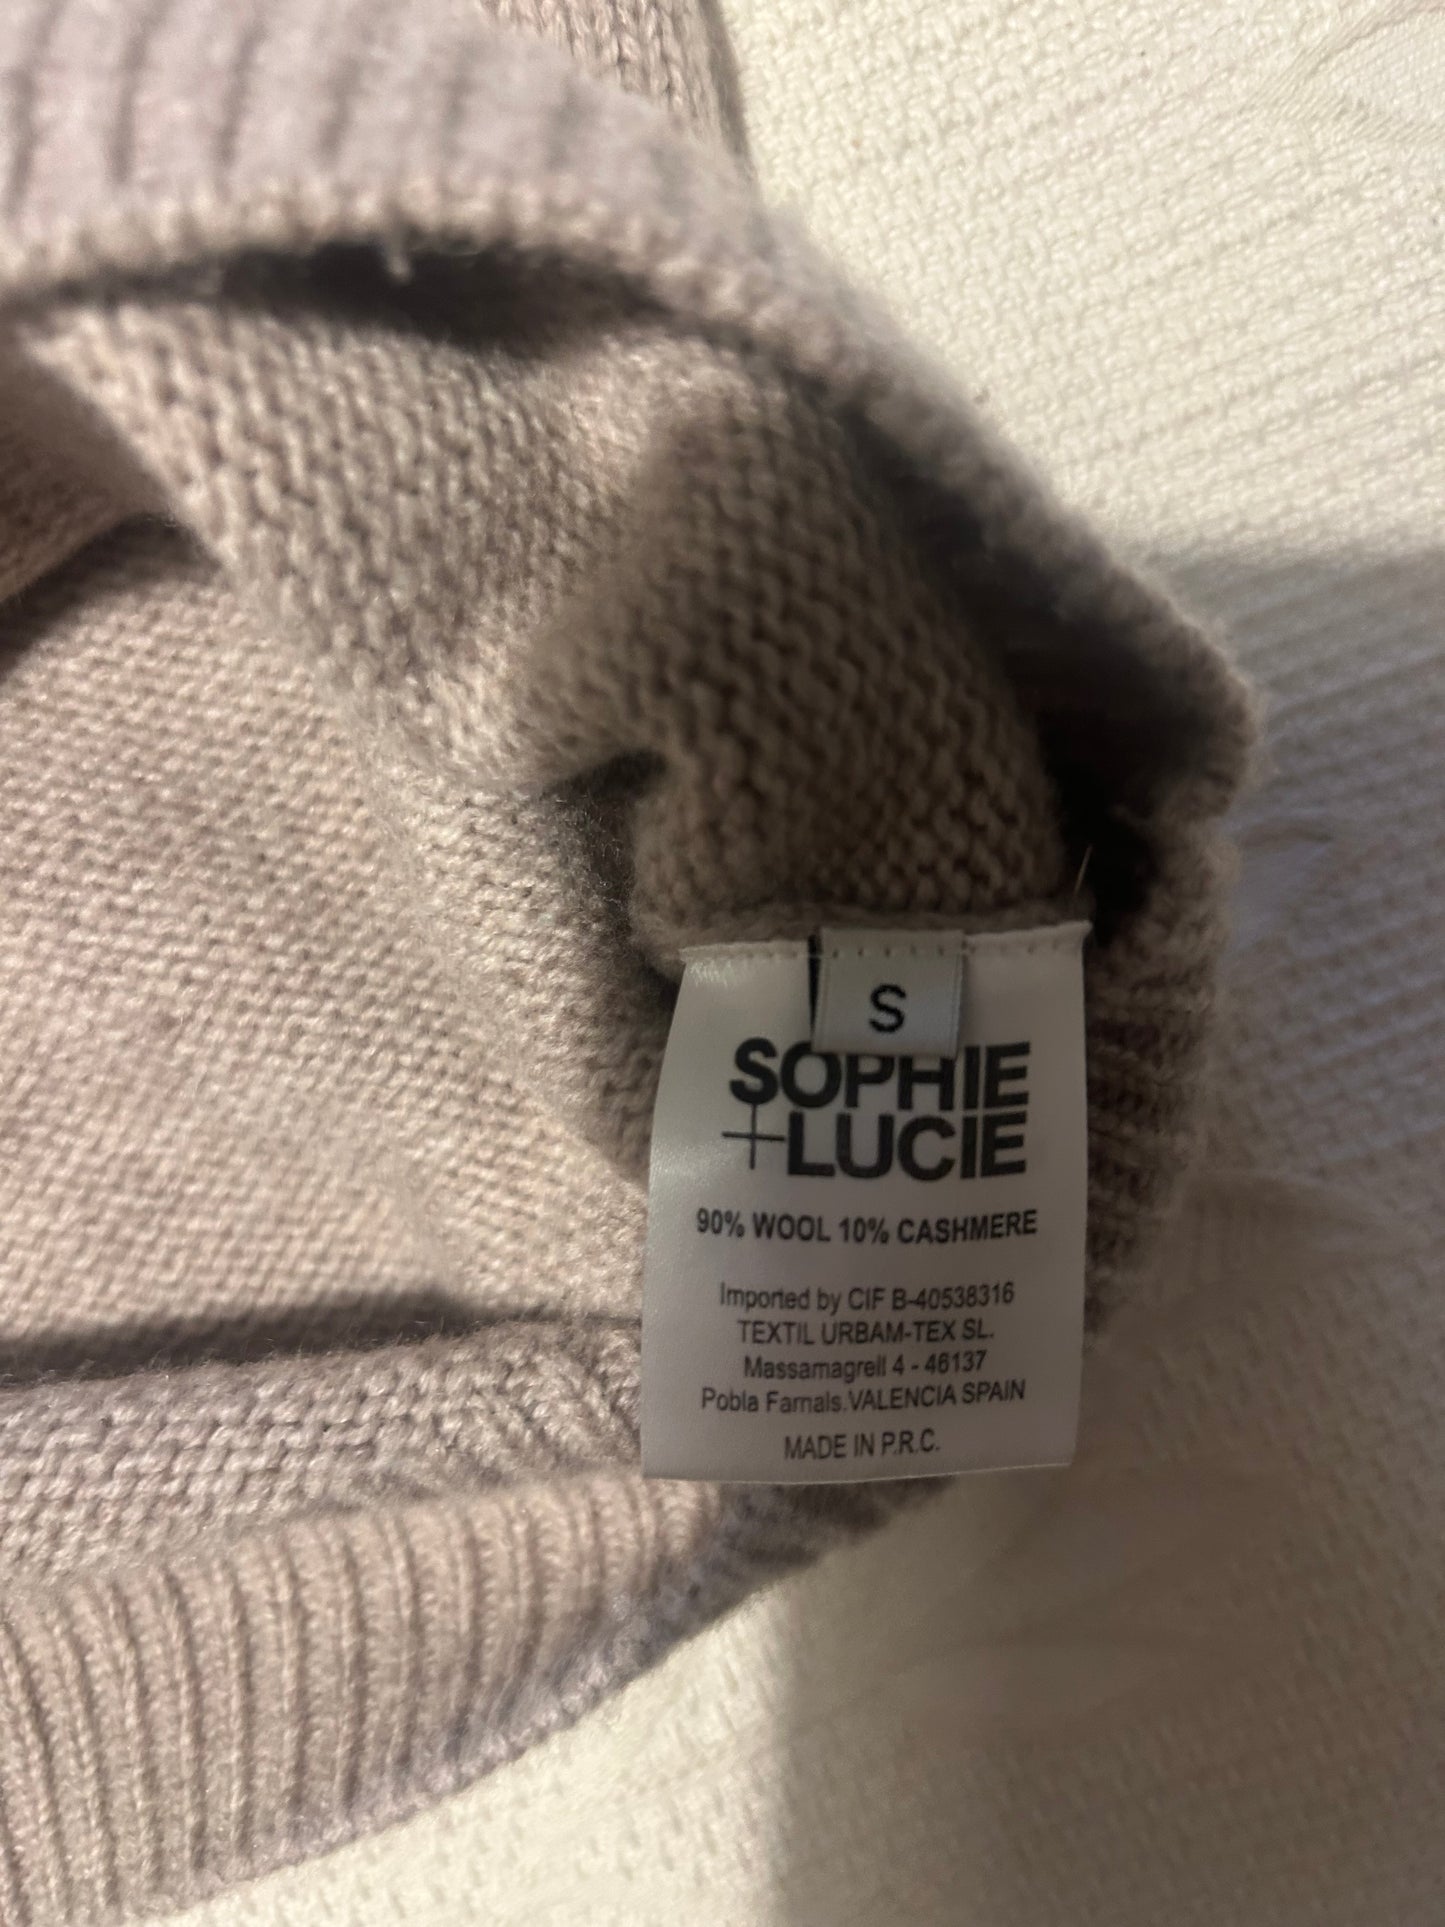 S
SOPHIE
+LUCIE
90% WOOL 10% CASHMERE
Imported by CIF B-40538316
TEXTIL URBAM-TEX SL.
Massamagrell 4 - 46137
Pobla Farnals.VALENCIA SPAIN
MADE IN P.R.C.